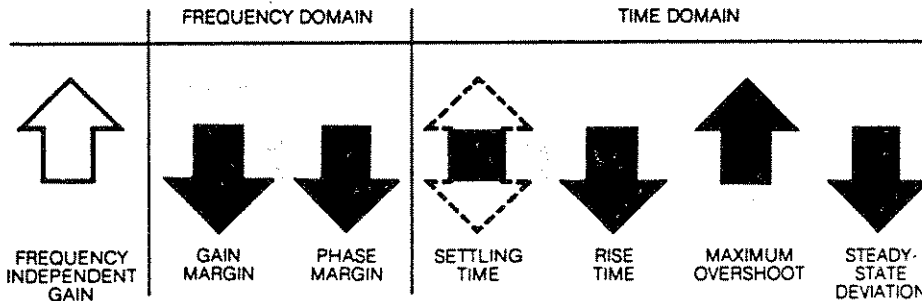 FREQUENCY DOMAIN
TIME DOMAIN
FREQUENCY
INDEPENDENT
GAIN
GAIN
MARGIN
PHASE
MARGIN
SETTLING
TIME
RISE
TIME
MAXIMUM
OVERSHOOT
STEADY-
STATE
DEVIATION